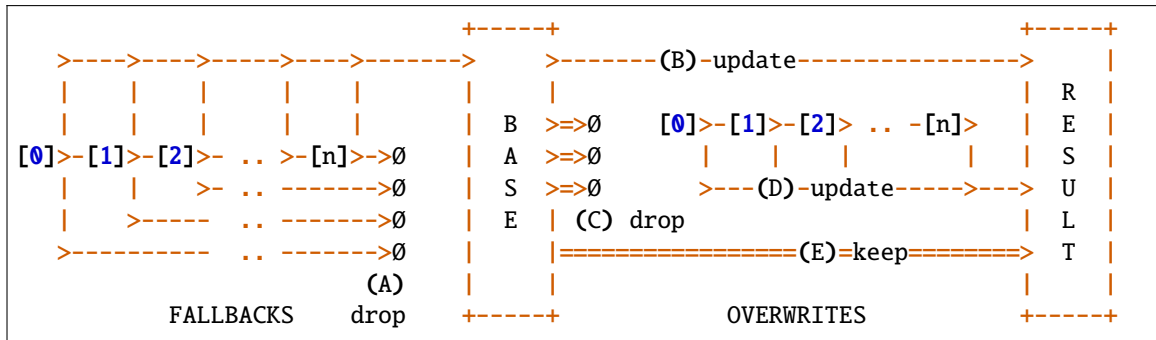 +-----+                                         +-----+
    >---->----->----->------>----->------->     |      >-------(B)-update---------------->     |
    |     |     |      |     |         |     |      |                                     |  R  |
    |     |     |      |     |         |  B  >=>Ø     [0]>-[1]>-[2]> .. -[n]>    |  E  |
[0]>-[1]>-[2]>- .. >-[n]>->Ø     |  A  >=>Ø         |     |     |         |      |  S  |
    |     |     >- .. ------->Ø     |  S  >=>Ø         >---(D)-update----->--->  U  |
    |     >----- .. -------->Ø     |  E  | (C) drop                              |  L  |
    >---------- .. -------->Ø     |     |=================(E)=keep========>  T  |
                              (A)     |     |                                         |     |
             FALLBACKS    drop    +-----+              OVERWRITES             +-----+